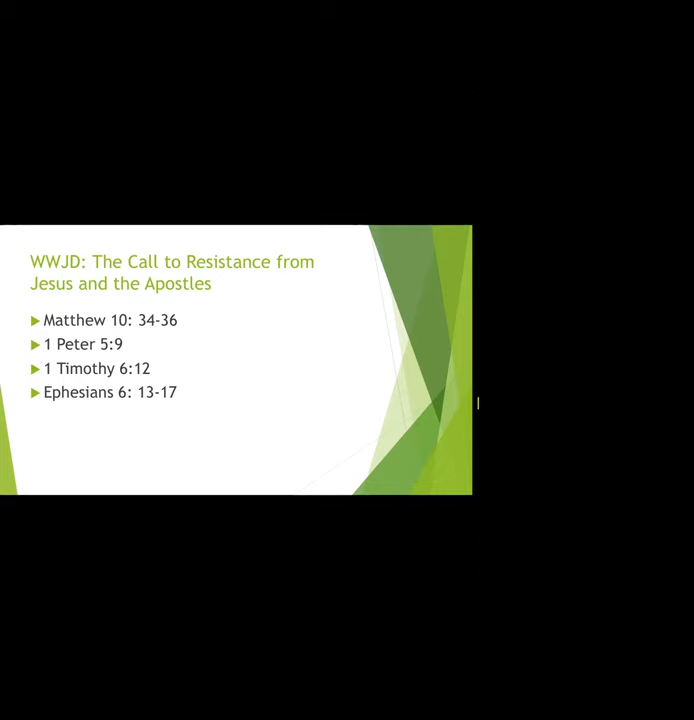 WWJD: The Call to Resistance from
Jesus and the Apostles
Matthew 10: 34-36
1 Peter 5:9
1 Timothy 6:12
Ephesians 6: 13-17